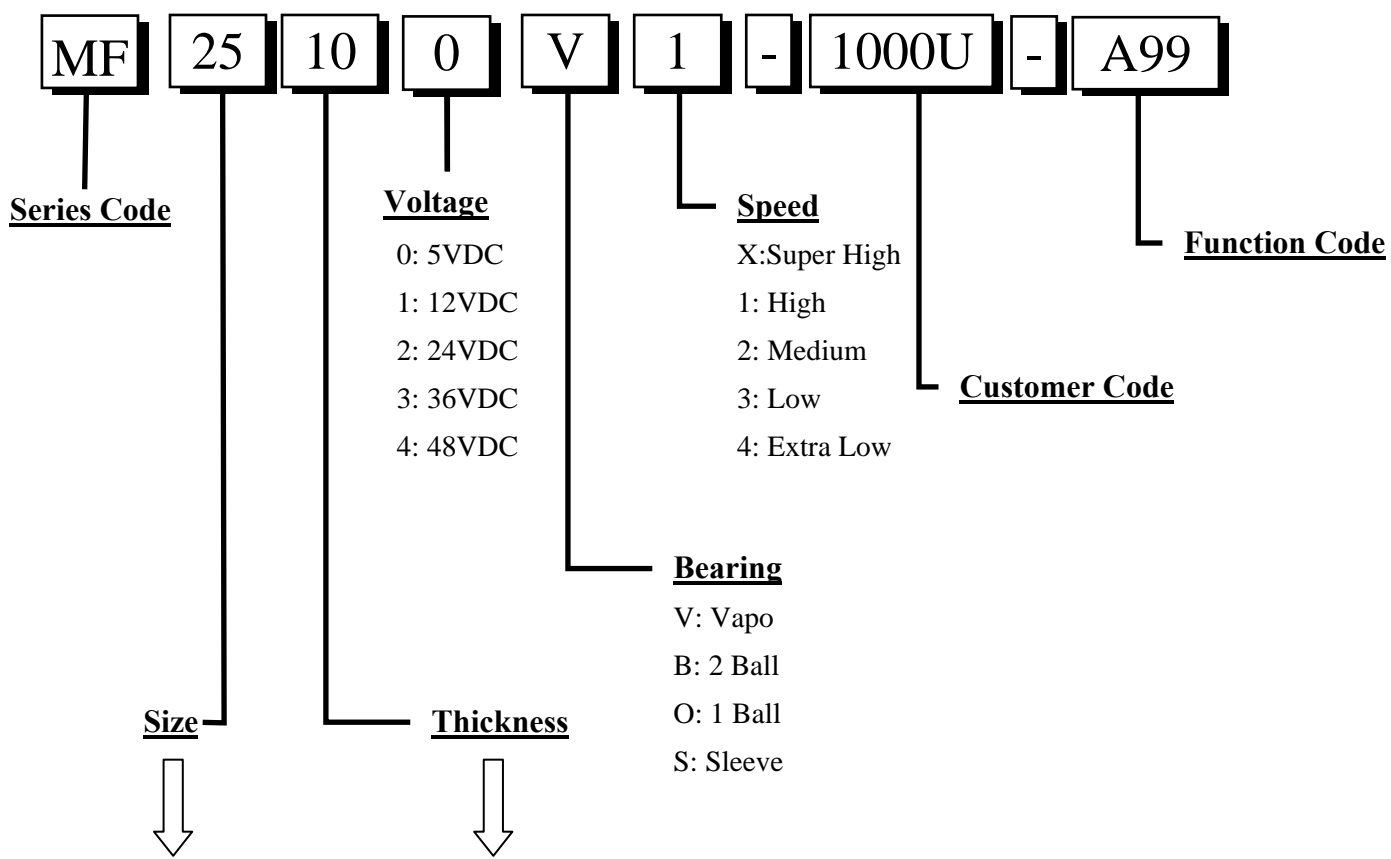 MF 25 10 0 V 1 - 1000U - A99
Series Code
Voltage
0: 5VDC
1: 12VDC
2: 24VDC
3: 36VDC
4: 48VDC
Speed
X:Super High
1: High
2: Medium
3: Low
4: Extra Low
Function Code
Customer Code
Bearing
V: Vapo
B: 2 Ball
O: 1 Ball
S: Sleeve
Size
Thickness